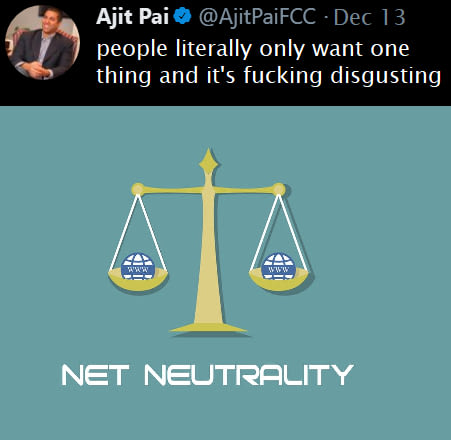 Ajit Pai @AjitPaiFCC · Dec 13
people literally only want one
thing and it's fucking disgusting
www www
NET NEUTRALITY